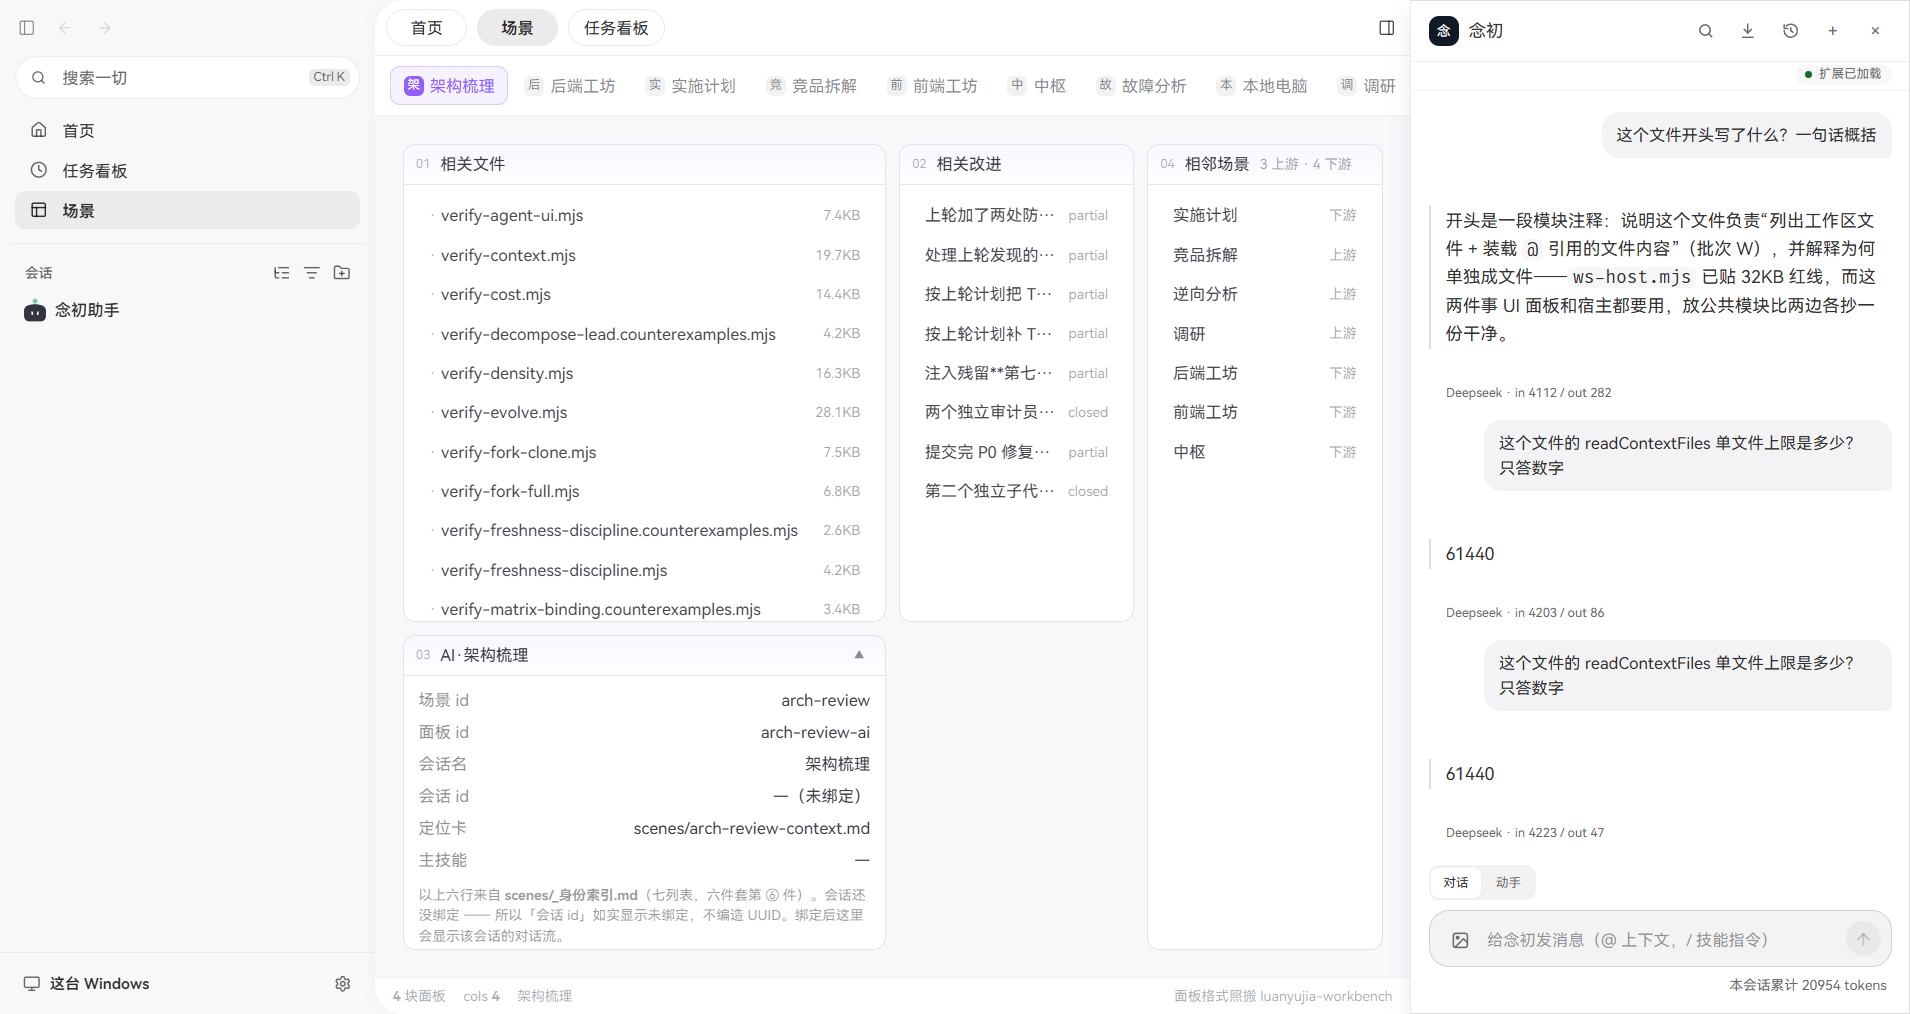 搜索一切
Ctrl K
首页
任务看板
场景
会话
念初助手
这台 Windows
首页
场景
任务看板
架 架构梳理
后 后端工坊
实 实施计划
竞 竞品拆解
前 前端工坊
中 中枢
故 故障分析
本 本地电脑
调 调研
01 相关文件
· verify-agent-ui.mjs 7.4KB
· verify-context.mjs 19.7KB
· verify-cost.mjs 14.4KB
· verify-decompose-lead.counterexamples.mjs 4.2KB
· verify-density.mjs 16.3KB
· verify-evolve.mjs 28.1KB
· verify-fork-clone.mjs 7.5KB
· verify-fork-full.mjs 6.8KB
· verify-freshness-discipline.counterexamples.mjs 2.6KB
· verify-freshness-discipline.mjs 4.2KB
· verify-matrix-binding.counterexamples.mjs 3.4KB
02 相关改进
上轮加了两处防··· partial
处理上轮发现的··· partial
按上轮计划把 T··· partial
按上轮计划补 T··· partial
注入残留**第七··· partial
两个独立审计员··· closed
提交完 P0 修复··· partial
第二个独立子代··· closed
04 相邻场景 3 上游 · 4 下游
实施计划 下游
竞品拆解 上游
逆向分析 上游
调研 上游
后端工坊 下游
前端工坊 下游
中枢 下游
03 AI·架构梳理 ▲
场景 id arch-review
面板 id arch-review-ai
会话名 架构梳理
会话 id —（未绑定）
定位卡 scenes/arch-review-context.md
主技能 —
以上六行来自 scenes/_身份索引.md（七列表，六件套第 ⑥ 件）。会话还
没绑定 —— 所以「会话 id」如实显示未绑定，不编造 UUID。绑定后这里
会显示该会话的对话流。
4 块面板 cols 4 架构梳理
面板格式照搬 luanyujia-workbench
念 念初
扩展已加载
这个文件开头写了什么？一句话概括
开头是一段模块注释：说明这个文件负责“列出工作区文
件 + 装载 @ 引用的文件内容”（批次 W），并解释为何
单独成文件—— ws-host.mjs 已贴 32KB 红线，而这
两件事 UI 面板和宿主都要用，放公共模块比两边各抄一
份干净。
Deepseek · in 4112 / out 282
这个文件的 readContextFiles 单文件上限是多少？
只答数字
61440
Deepseek · in 4203 / out 86
这个文件的 readContextFiles 单文件上限是多少？
只答数字
61440
Deepseek · in 4223 / out 47
对话 动手
给念初发消息（@ 上下文，/ 技能指令）
本会话累计 20954 tokens